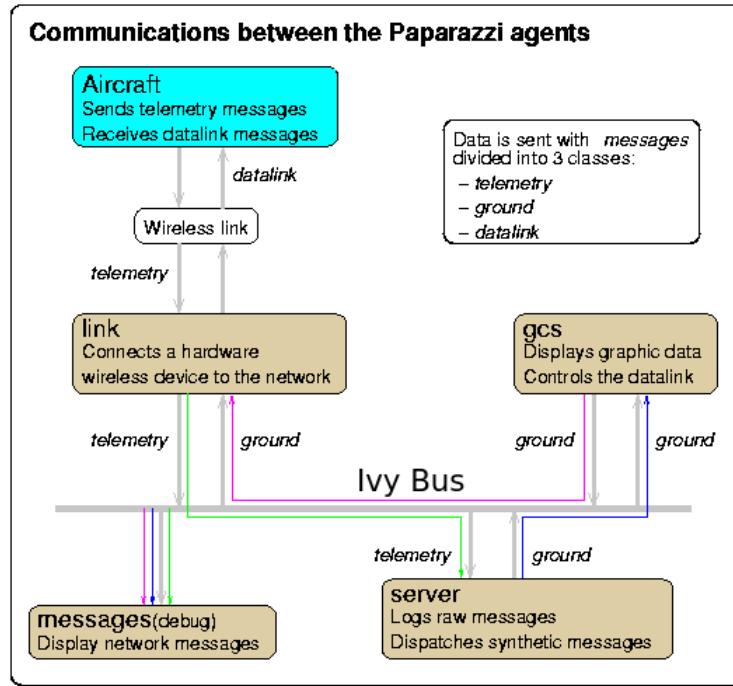 Communications between the Paparazzi agents
Aircraft
Sends telemetry messages
Receives datalink messages
Data is sent with messages
divided into 3 classes:
– telemetry
– ground
– datalink
datalink
Wireless link
telemetry
link
Connects a hardware
wireless device to the network
gcs
Displays graphic data
Controls the datalink
telemetry
ground
ground
ground
Ivy Bus
telemetry
ground
messages(debug)
Display network messages
server
Logs raw messages
Dispatches synthetic messages